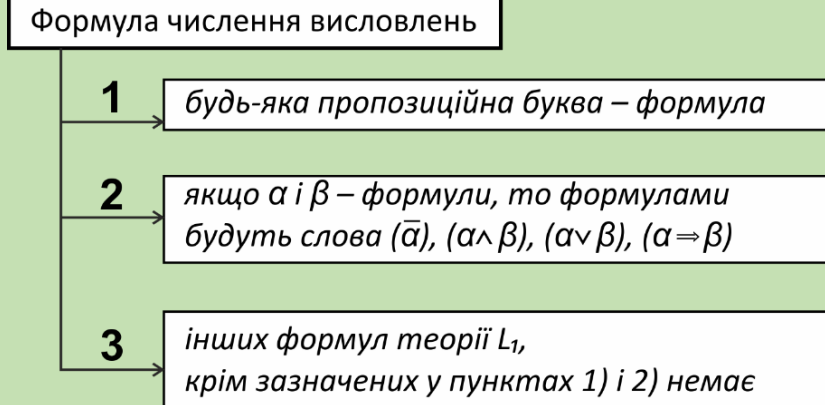 Формула числення висловлень
1
будь-яка пропозиційна буква – формула
2
якщо α і β – формули, то формулами
будуть слова (α̅), (α∧β), (α∨β), (α⇒β)
3
інших формул теорії L₁,
крім зазначених у пунктах 1) і 2) немає